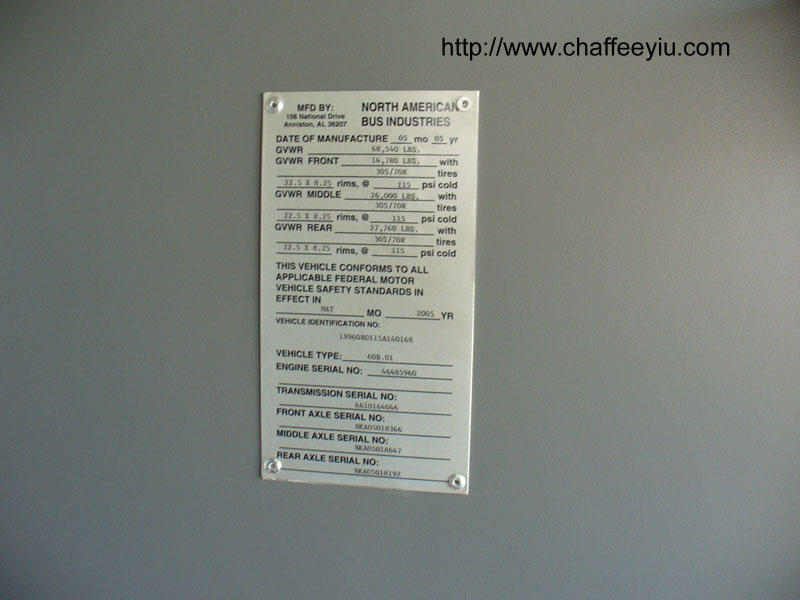 http://www.chaffeeyiu.com
MFD BY: NORTH AMERICAN
106 National Drive
Anniston, AL 36207 BUS INDUSTRIES
DATE OF MANUFACTURE 05 mo 05 yr
GVWR 68,540 LBS.
GVWR FRONT 14,780 LBS. with
305/70R tires
22.5 X 8.25 rims, @ 115 psi cold
GVWR MIDDLE 26,000 LBS. with
305/70R tires
22.5 X 8.25 rims, @ 115 psi cold
GVWR REAR 27,760 LBS. with
305/70R tires
22.5 X 8.25 rims, @ 115 psi cold
THIS VEHICLE CONFORMS TO ALL
APPLICABLE FEDERAL MOTOR
VEHICLE SAFETY STANDARDS IN
EFFECT IN
MAY MO 2005 YR
VEHICLE IDENTIFICATION NO:
1N960B0115A140168
VEHICLE TYPE: 60B.01
ENGINE SERIAL NO: 46485960
TRANSMISSION SERIAL NO:
6610164046
FRONT AXLE SERIAL NO:
NKA05018366
MIDDLE AXLE SERIAL NO:
NKA05018647
REAR AXLE SERIAL NO:
NKA05018192